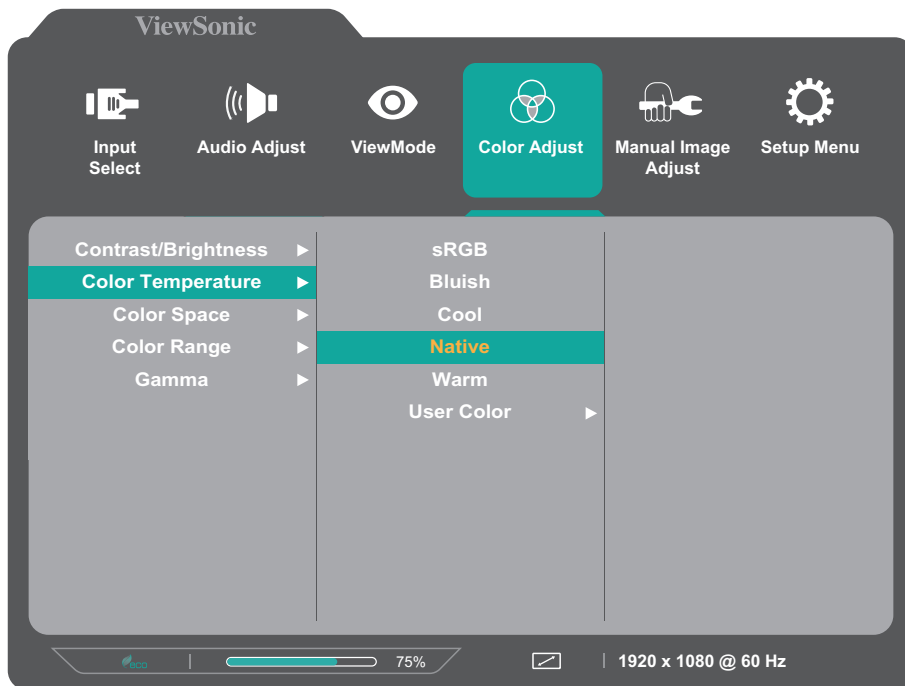 ViewSonic
Input Select
Audio Adjust
ViewMode
Color Adjust
Manual Image Adjust
Setup Menu
Contrast/Brightness
Color Temperature
Color Space
Color Range
Gamma
sRGB
Bluish
Cool
Native
Warm
User Color
eco
75%
1920 x 1080 @ 60 Hz